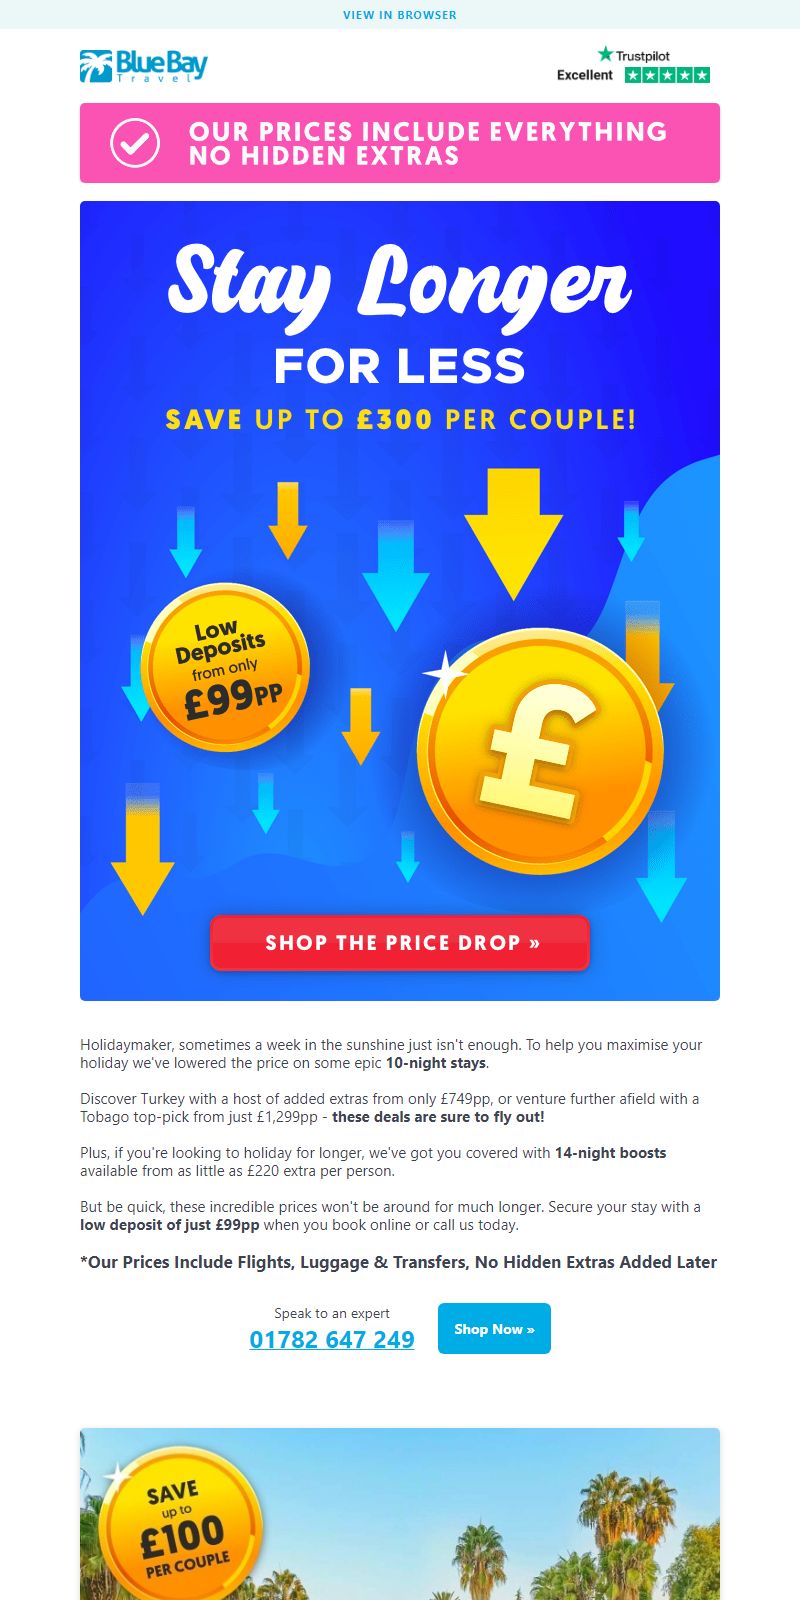 VIEW IN BROWSER
Blue Bay
Travel
Trustpilot
Excellent
OUR PRICES INCLUDE EVERYTHING
NO HIDDEN EXTRAS
Stay Longer
FOR LESS
SAVE UP TO £300 PER COUPLE!
Low
Deposits
from only
£99PP
£
SHOP THE PRICE DROP »
Holidaymaker, sometimes a week in the sunshine just isn't enough. To help you maximise your
holiday we've lowered the price on some epic 10-night stays.
Discover Turkey with a host of added extras from only £749pp, or venture further afield with a
Tobago top-pick from just £1,299pp - these deals are sure to fly out!
Plus, if you're looking to holiday for longer, we've got you covered with 14-night boosts
available from as little as £220 extra per person.
But be quick, these incredible prices won't be around for much longer. Secure your stay with a
low deposit of just £99pp when you book online or call us today.
*Our Prices Include Flights, Luggage & Transfers, No Hidden Extras Added Later
Speak to an expert
01782 647 249
Shop Now »
SAVE
up to
£100
PER COUPLE